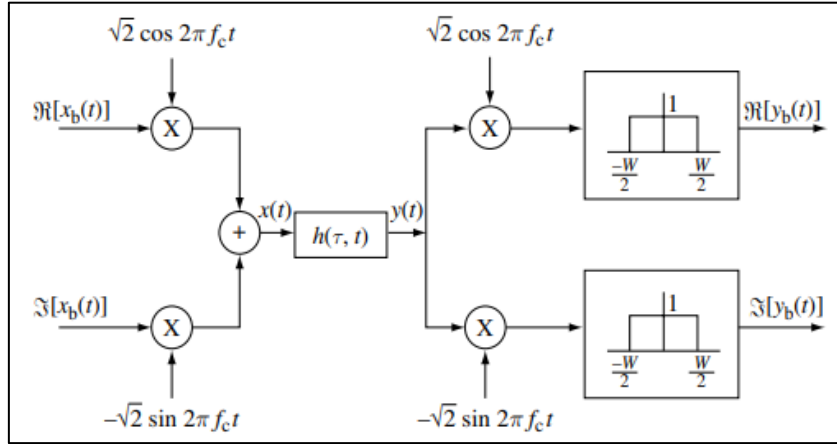 √2 cos 2π f_c t √2 cos 2π f_c t
ℜ[x_b(t)] X X 1 ℜ[y_b(t)]
-W/2 W/2
x(t) y(t)
+ h(τ, t)
ℑ[x_b(t)] X X 1 ℑ[y_b(t)]
-W/2 W/2
-√2 sin 2π f_c t -√2 sin 2π f_c t